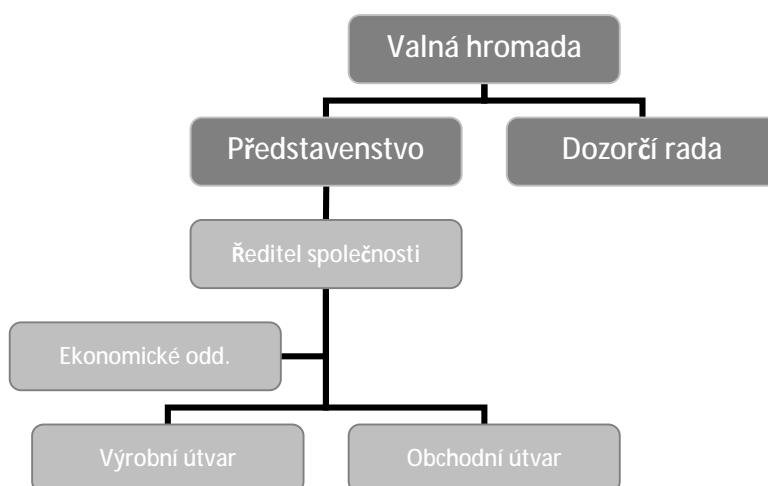 Valná hromada
Představenstvo
Dozorčí rada
Ředitel společnosti
Ekonomické odd.
Výrobní útvar
Obchodní útvar